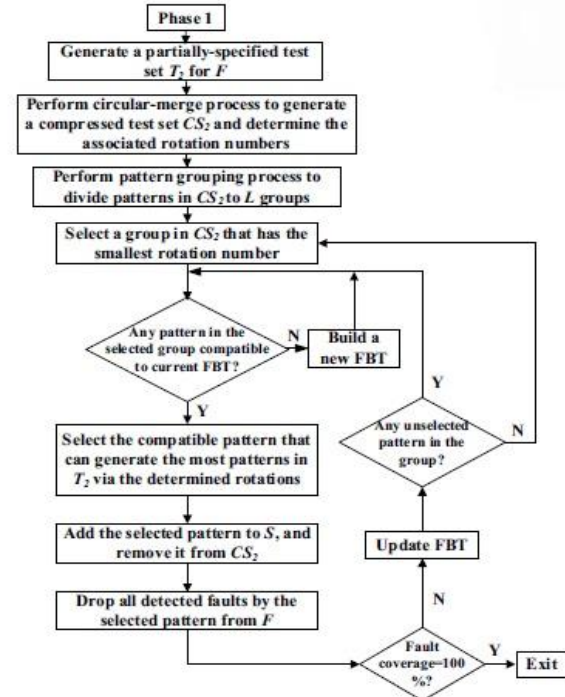 Phase 1
Generate a partially-specified test
set T2 for F
Perform circular-merge process to generate
a compressed test set CS2 and determine the
associated rotation numbers
Perform pattern grouping process to
divide patterns in CS2 to L groups
Select a group in CS2 that has the
smallest rotation number
Any pattern in the
selected group compatible
to current FBT?
N
Build a
new FBT
Y
Select the compatible pattern that
can generate the most patterns in
T2 via the determined rotations
Add the selected pattern to S, and
remove it from CS2
Drop all detected faults by the
selected pattern from F
Fault
coverage=100
%?
Y
Exit
N
Update FBT
Any unselected
pattern in the
group?
Y
N